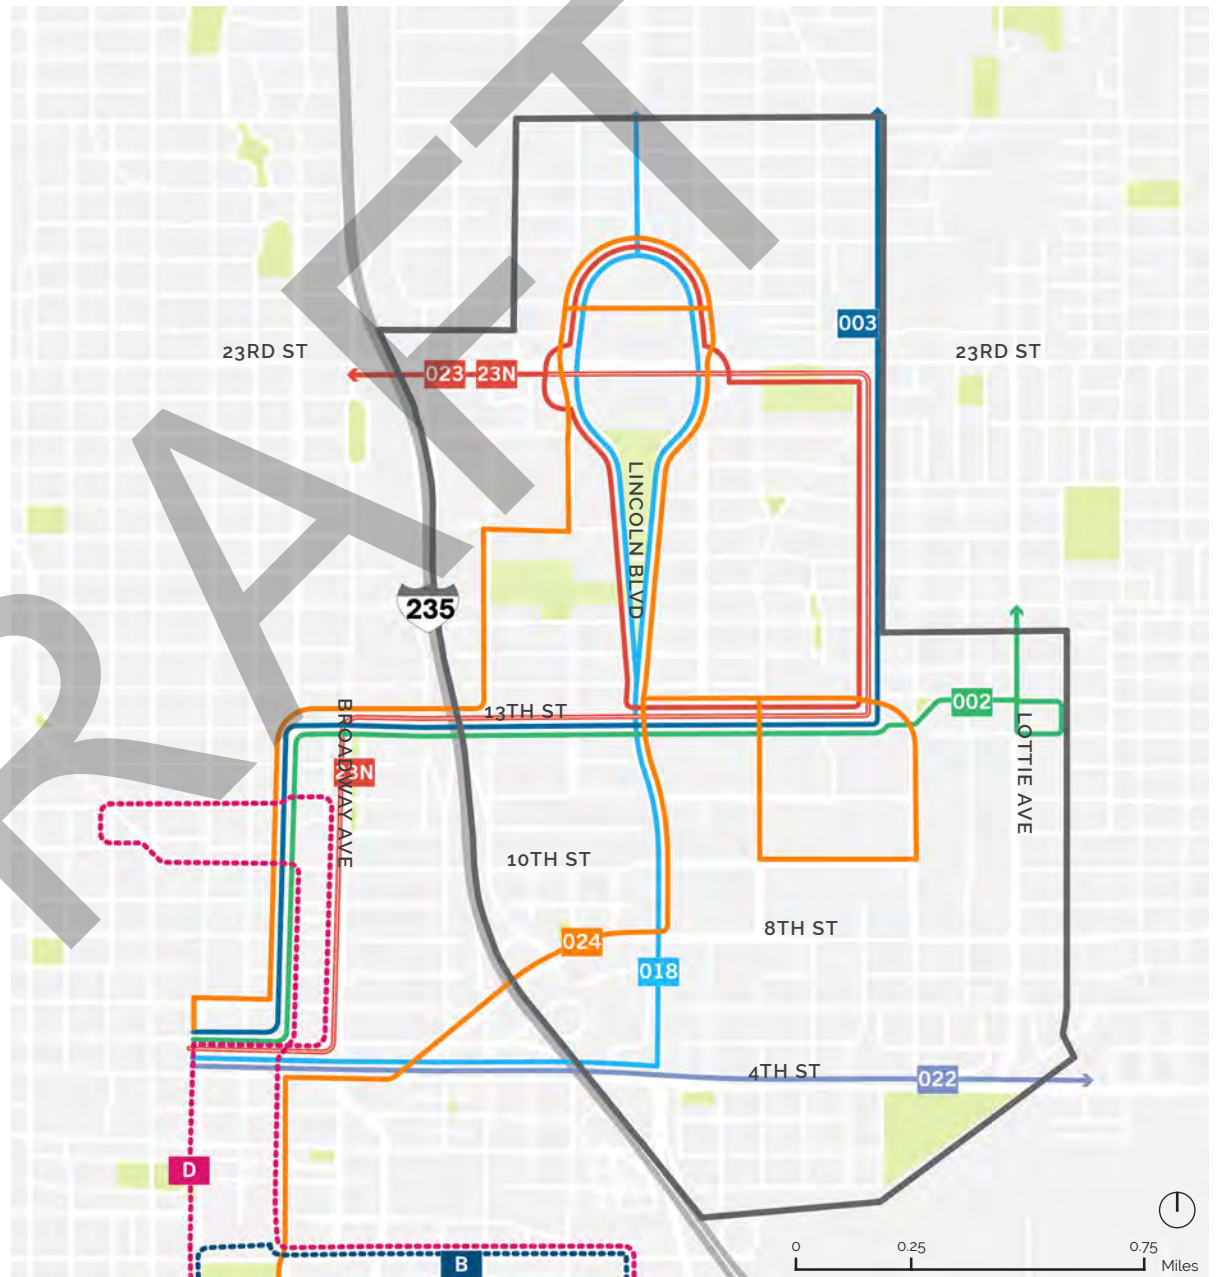 DRAFT
003
23RD ST
23RD ST
023
23N
LINCOLN BLVD
235
002
13TH ST
BROADWAY AVE
23N
LOTTIE AVE
10TH ST
8TH ST
024
018
4TH ST
022
D
B
0
0.25
0.75
Miles